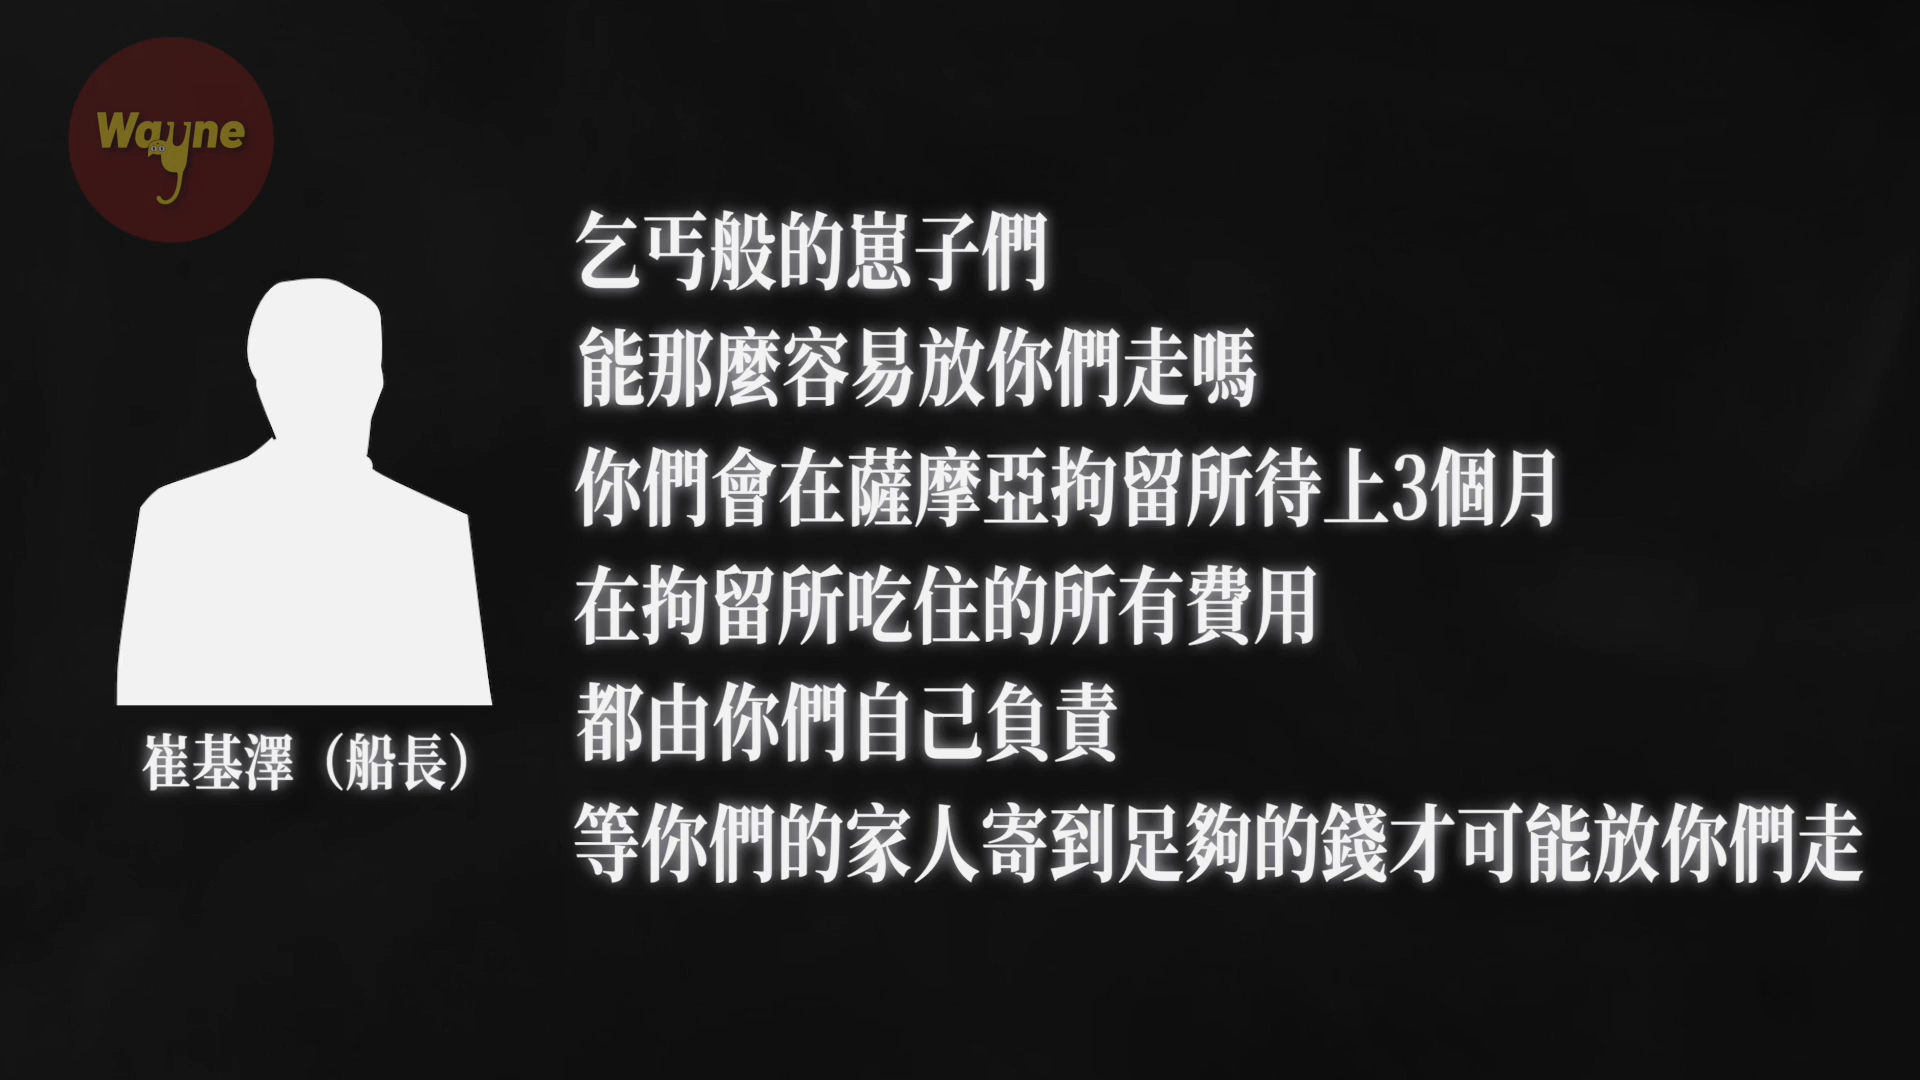 Wayne
乞丐般的崽子們
能那麼容易放你們走嗎
你們會在薩摩亞拘留所待上3個月
在拘留所吃住的所有費用
都由你們自己負責
等你們的家人寄到足夠的錢才可能放你們走
崔基澤（船長）